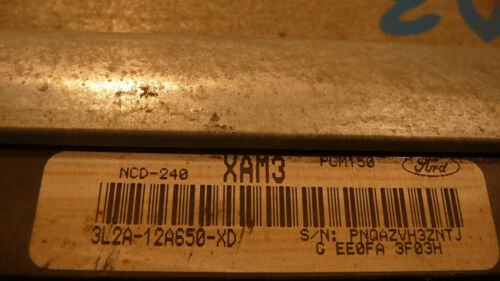 NCD-240 XAM3 PCM150 Ford
3L2A-12A650-XD S/N: PNQAZVH3ZNTJ
G EE0FA 3F03H